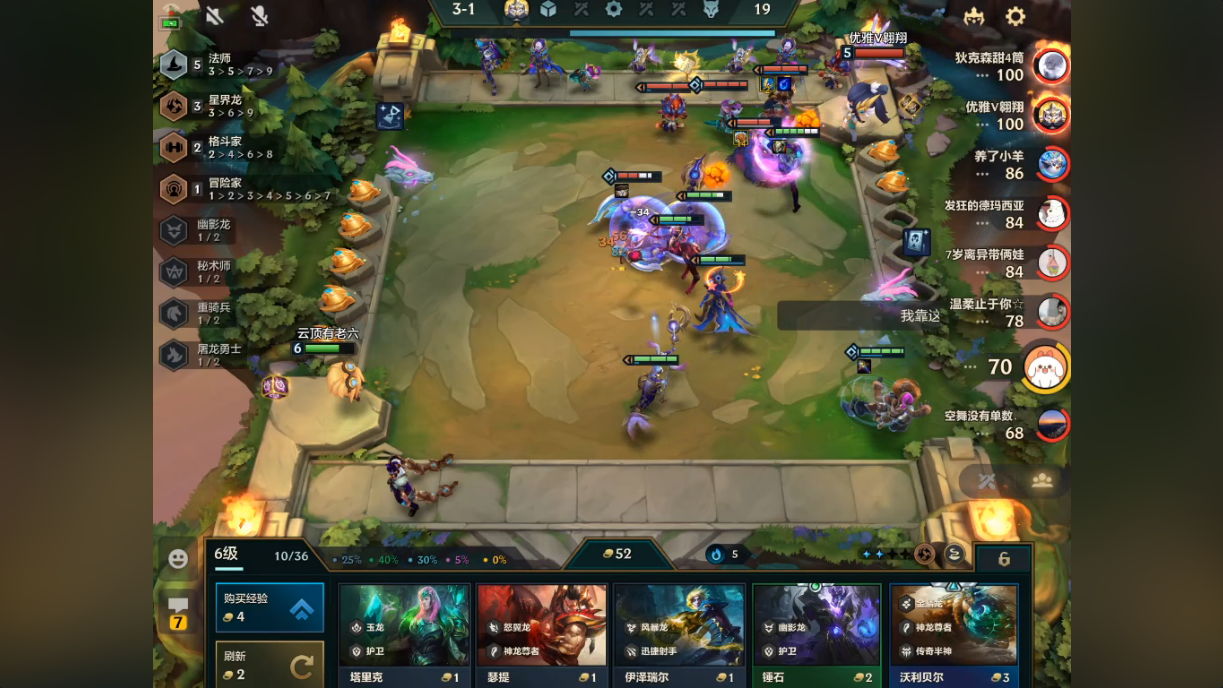 3-1
19
优雅V翱翔
5
5
法师
3 > 5 > 7 > 9
3
星界龙
3 > 6 > 9
2
格斗家
2 > 4 > 6 > 8
1
冒险家
1 > 2 > 3 > 4 > 5 > 6 > 7
幽影龙
1 / 2
秘术师
1 / 2
重骑兵
1 / 2
屠龙勇士
1 / 2
云顶有老六
6
-34
狄克森甜4筒
100
优雅V翱翔
100
养了小羊
86
发狂的德玛西亚
84
7岁离异带俩娃
84
温柔止于你☆
78
我靠这
70
空舞没有单数.
68
6级
10/36
25%
40%
30%
5%
0%
52
5
购买经验
4
刷新
2
7
玉龙
护卫
塔里克
1
怒翼龙
神龙尊者
瑟提
1
风暴龙
迅捷射手
伊泽瑞尔
1
幽影龙
护卫
锤石
2
金鳞龙
神龙尊者
传奇半神
沃利贝尔
3